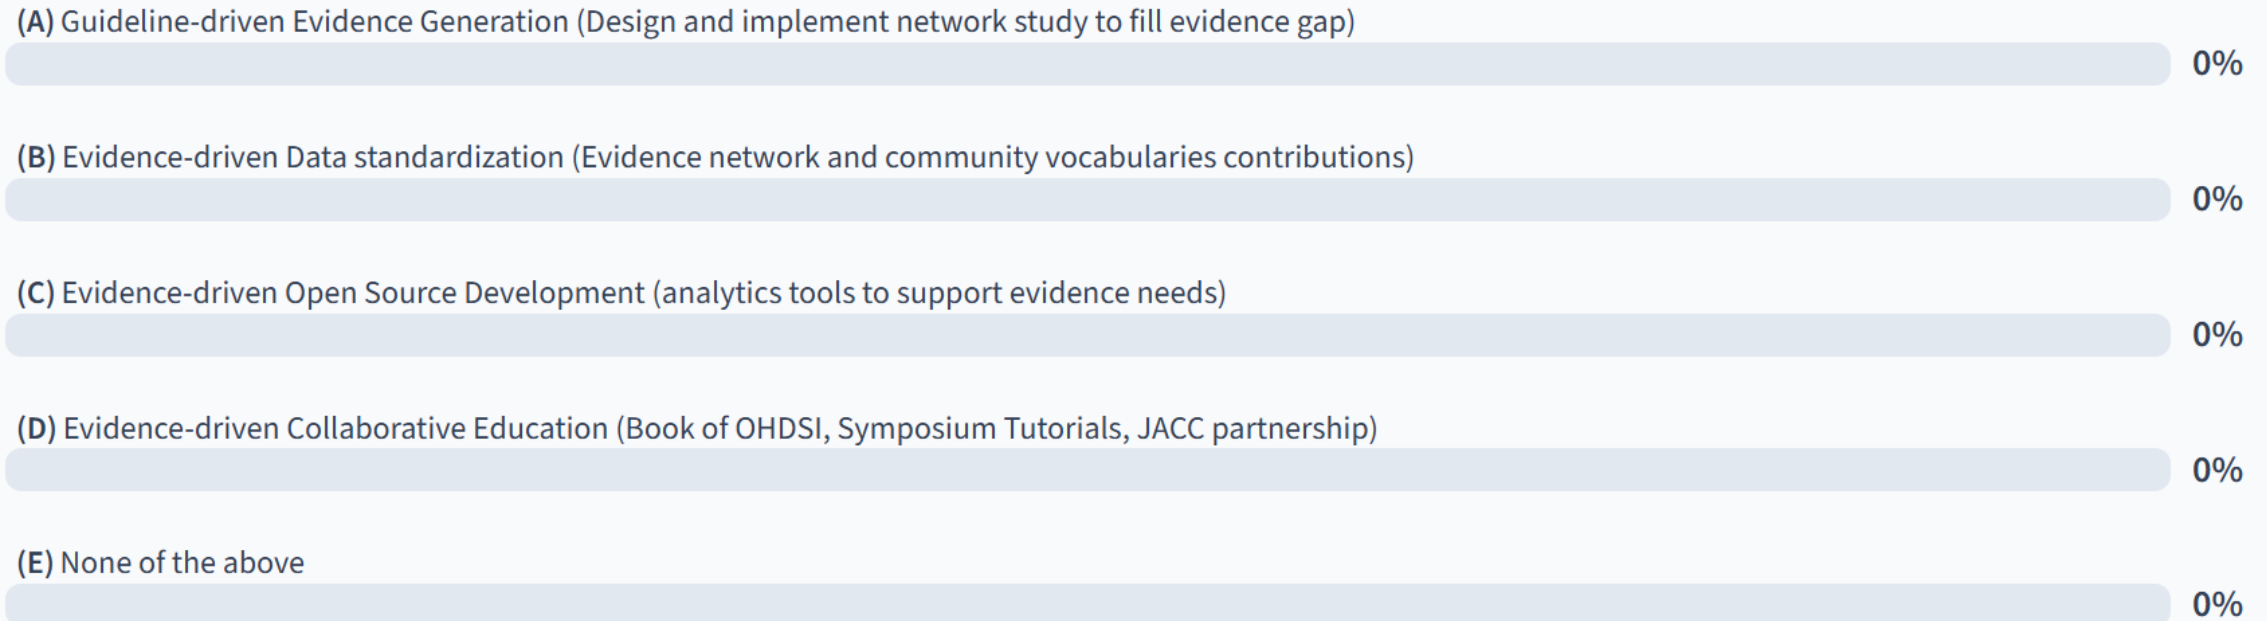 (A) Guideline-driven Evidence Generation (Design and implement network study to fill evidence gap)
0%
(B) Evidence-driven Data standardization (Evidence network and community vocabularies contributions)
0%
(C) Evidence-driven Open Source Development (analytics tools to support evidence needs)
0%
(D) Evidence-driven Collaborative Education (Book of OHDSI, Symposium Tutorials, JACC partnership)
0%
(E) None of the above
0%